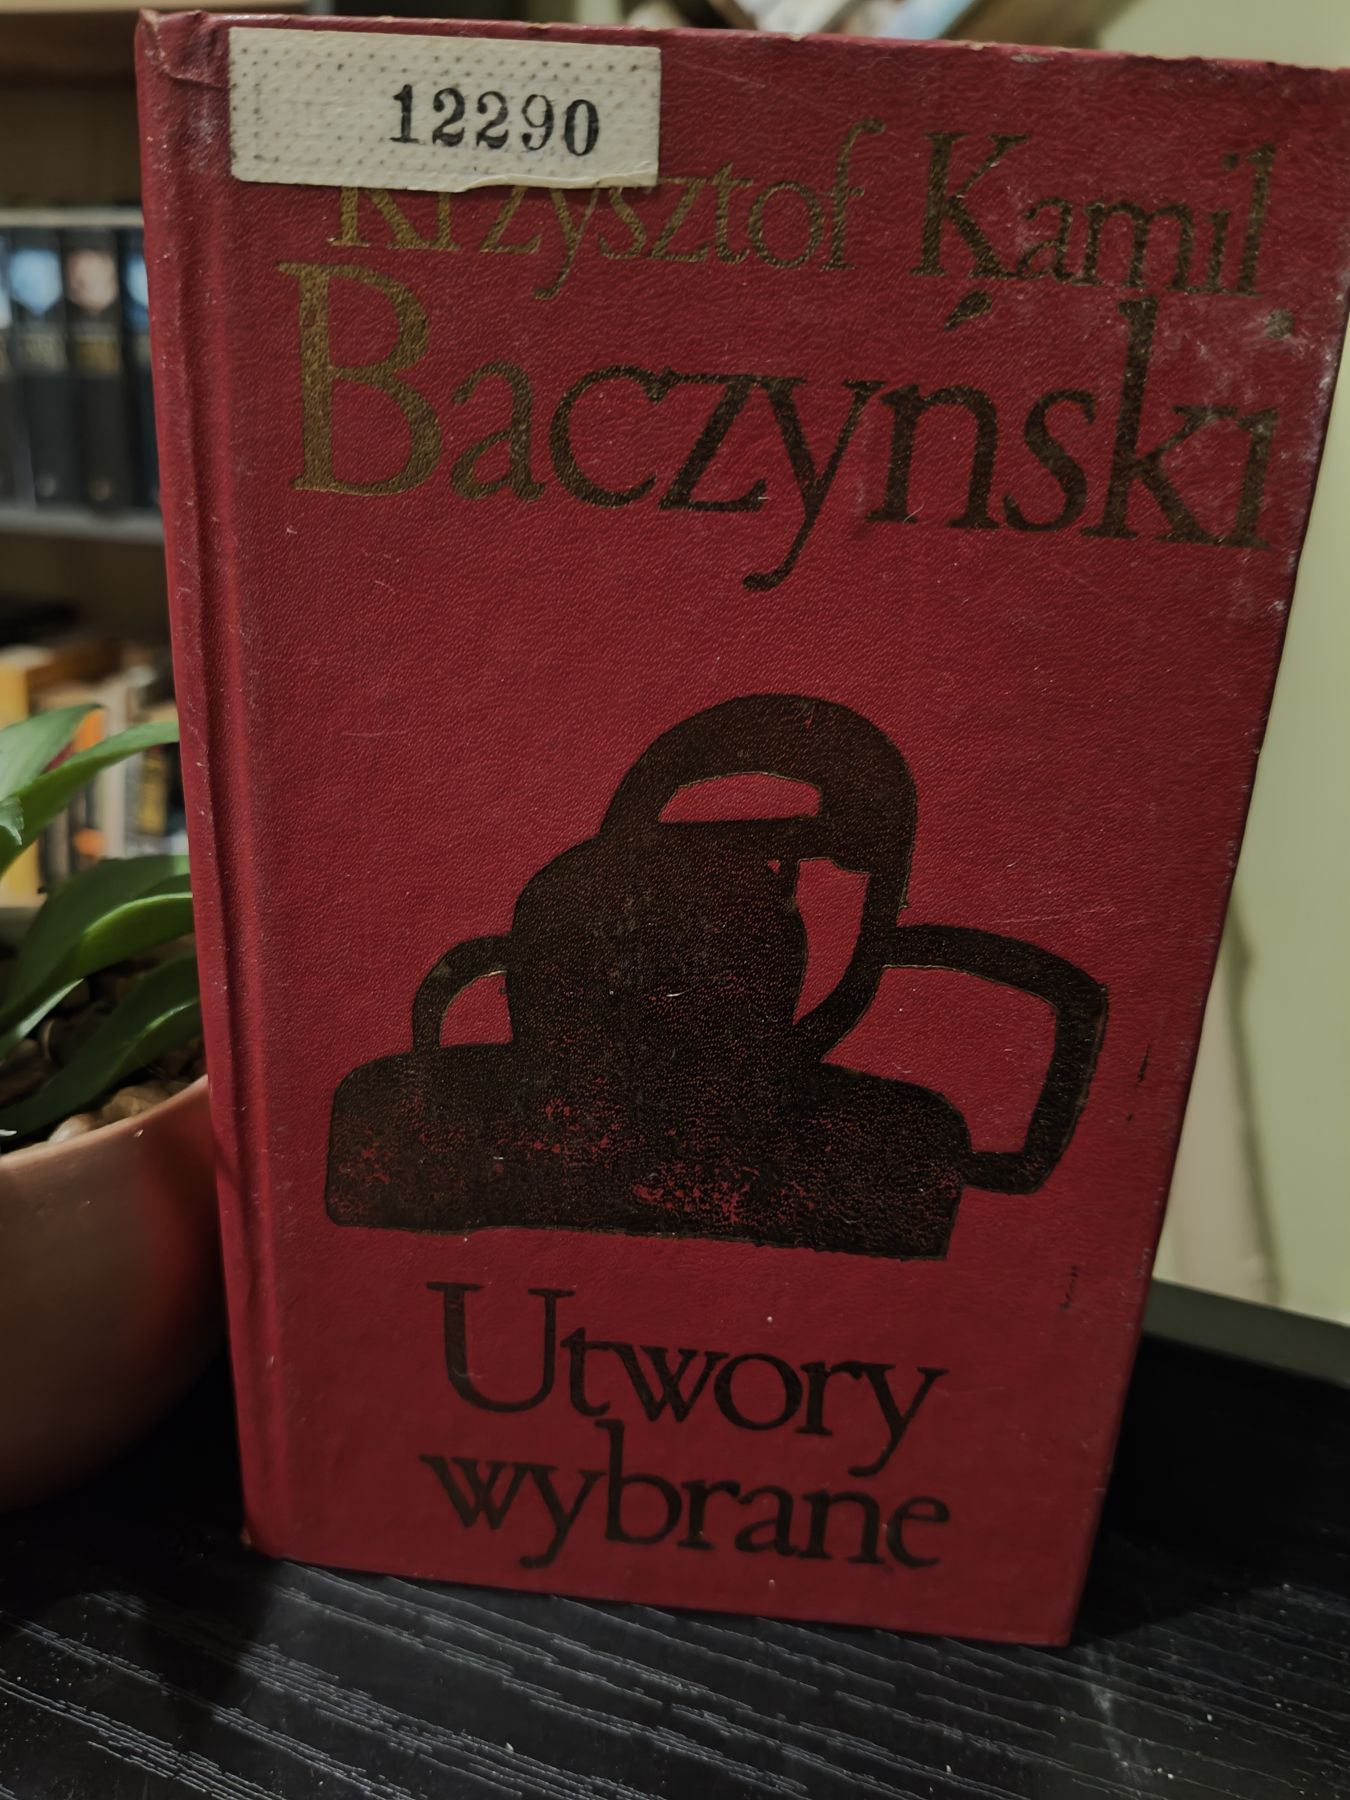 12290
Krzysztof Kamil
Baczyński
Utwory
wybrane